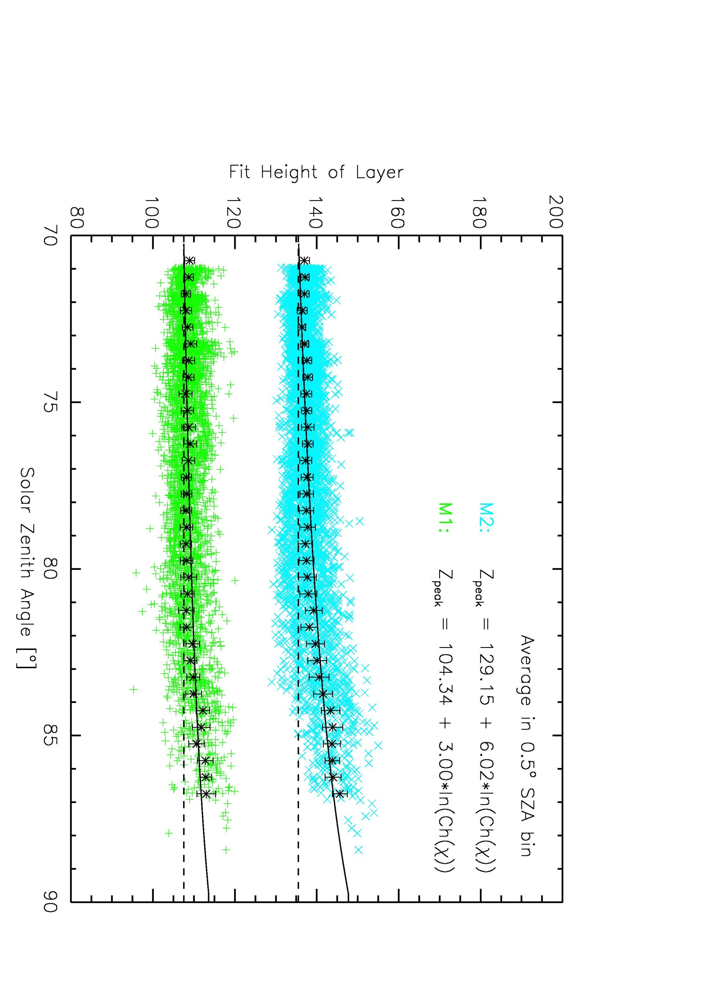 Average in 0.5° SZA bin
M2: Zpeak = 129.15 + 6.02*ln(Ch(χ))
M1: Zpeak = 104.34 + 3.00*ln(Ch(χ))
Fit Height of Layer
200
180
160
140
120
100
80
70 75 80 85 90
Solar Zenith Angle [°]